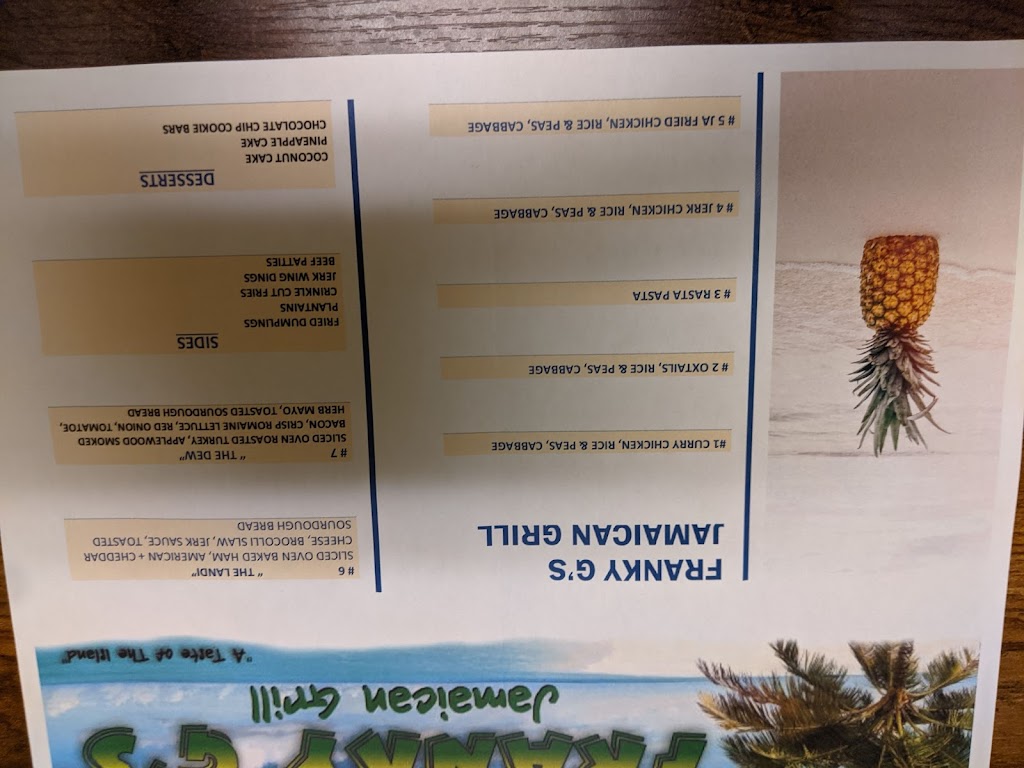 FRANKY G'S
Jamaican Grill
"A Taste of The Island"
FRANKY G'S
JAMAICAN GRILL
#1 CURRY CHICKEN, RICE & PEAS, CABBAGE
# 2 OXTAILS, RICE & PEAS, CABBAGE
# 3 RASTA PASTA
# 4 JERK CHICKEN, RICE & PEAS, CABBAGE
# 5 JA FRIED CHICKEN, RICE & PEAS, CABBAGE
# 6 " THE LANDI"
SLICED OVEN BAKED HAM, AMERICAN + CHEDDAR
CHEESE, BROCOLLI SLAW, JERK SAUCE, TOASTED
SOURDOUGH BREAD
# 7 " THE DEW"
SLICED OVEN ROASTED TURKEY, APPLEWOOD SMOKED
BACON, CRISP ROMAINE LETTUCE, RED ONION, TOMATOE,
HERB MAYO, TOASTED SOURDOUGH BREAD
SIDES
FRIED DUMPLINGS
PLANTAINS
CRINKLE CUT FRIES
JERK WING DINGS
BEEF PATTIES
DESSERTS
COCONUT CAKE
PINEAPPLE CAKE
CHOCOLATE CHIP COOKIE BARS